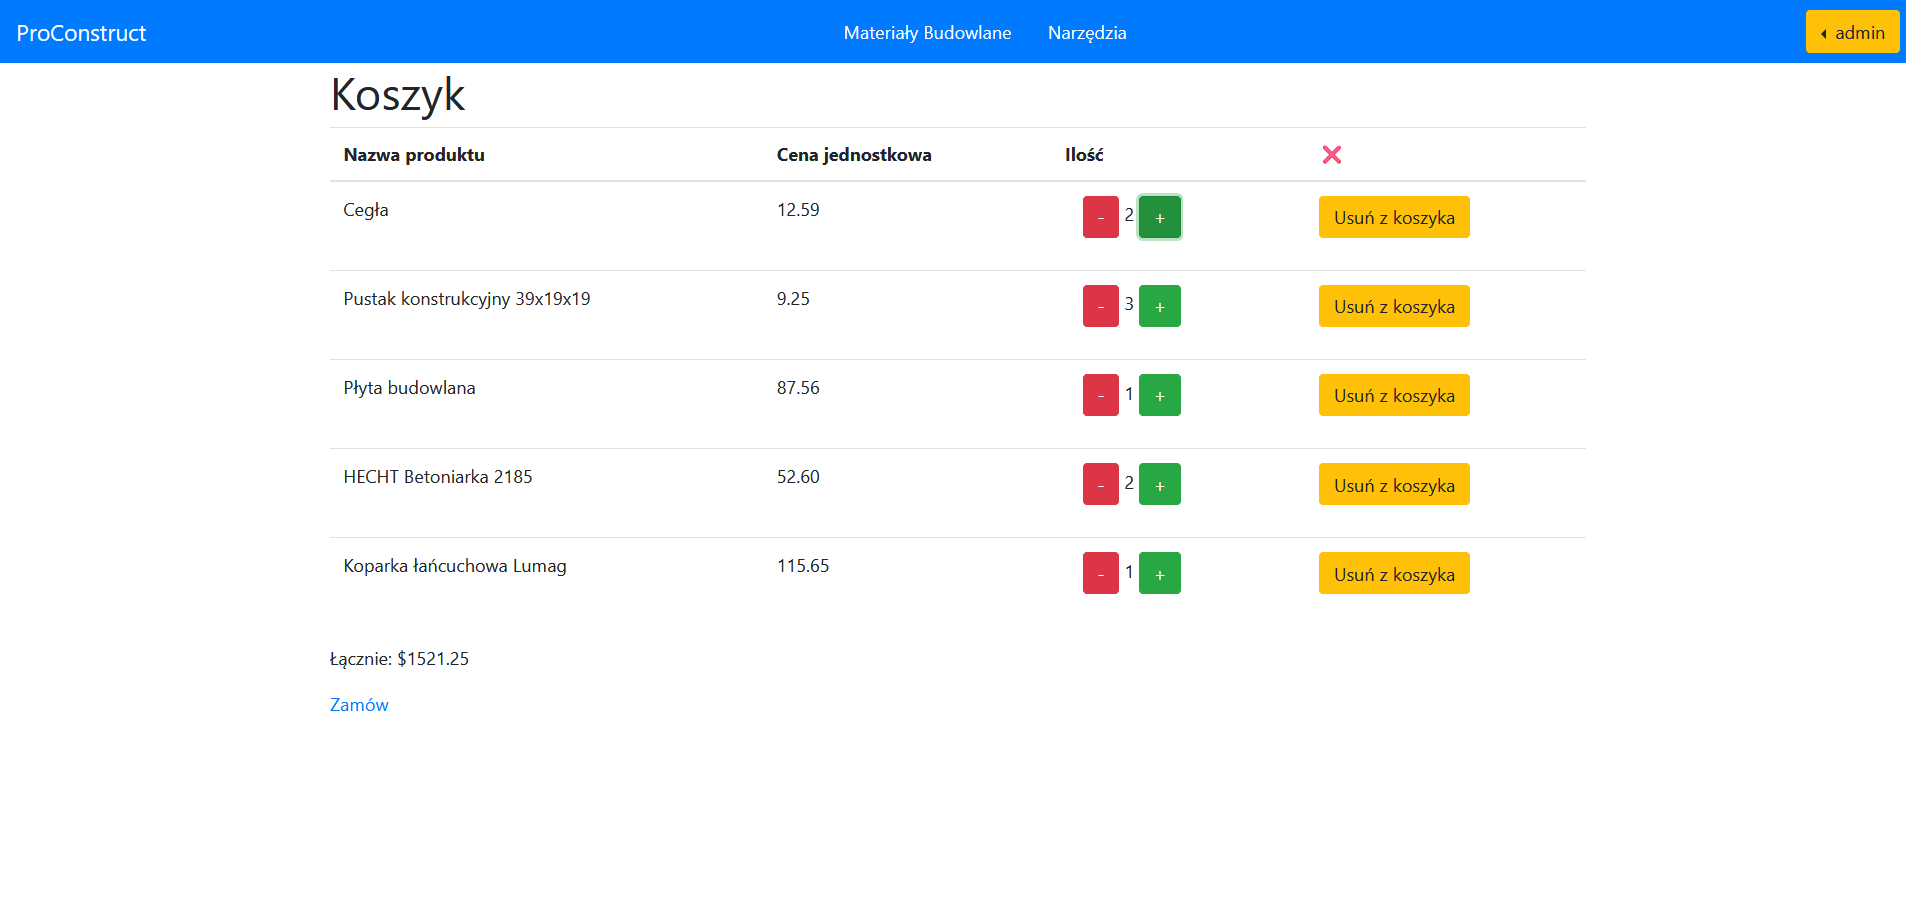 ProConstruct Materiały Budowlane Narzędzia admin
Koszyk
Nazwa produktu Cena jednostkowa Ilość
Cegła 12.59 - 2 + Usuń z koszyka
Pustak konstrukcyjny 39x19x19 9.25 - 3 + Usuń z koszyka
Płyta budowlana 87.56 - 1 + Usuń z koszyka
HECHT Betoniarka 2185 52.60 - 2 + Usuń z koszyka
Koparka łańcuchowa Lumag 115.65 - 1 + Usuń z koszyka
Łącznie: $1521.25
Zamów